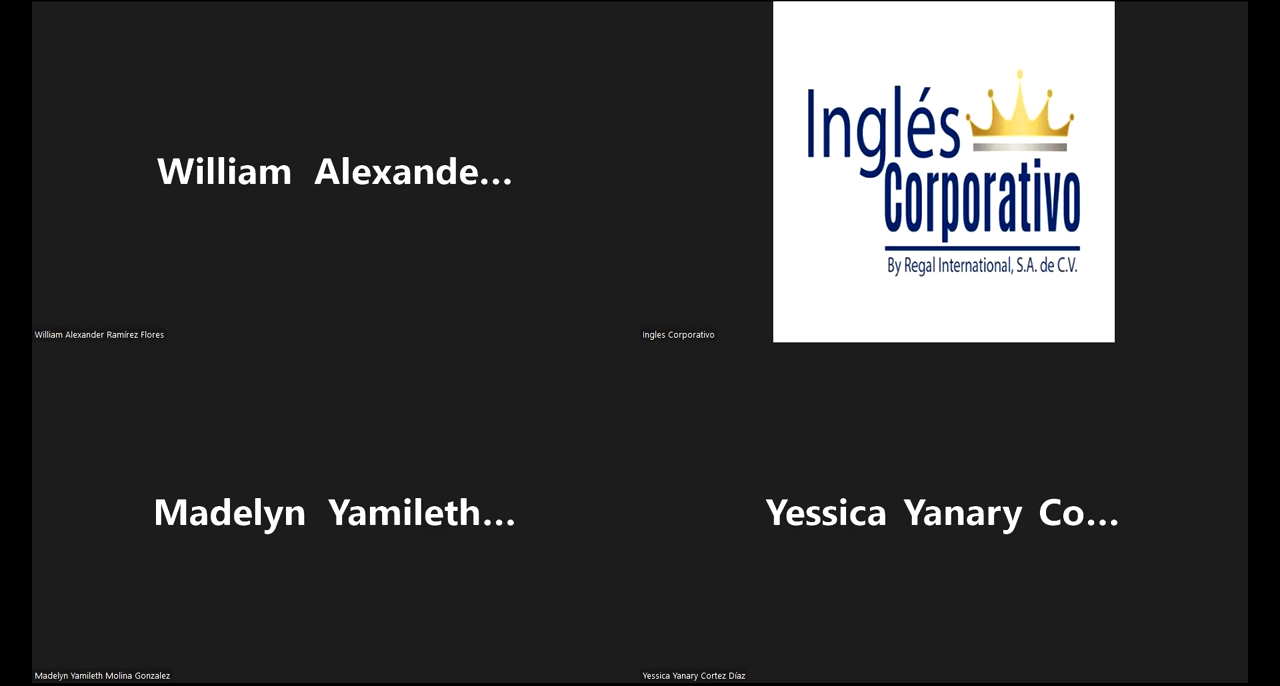 William Alexande...
William Alexander Ramírez Flores
Inglés
Corporativo
By Regal International, S.A. de C.V.
Ingles Corporativo
Madelyn Yamileth...
Madelyn Yamileth Molina Gonzalez
Yessica Yanary Co...
Yessica Yanary Cortez Díaz